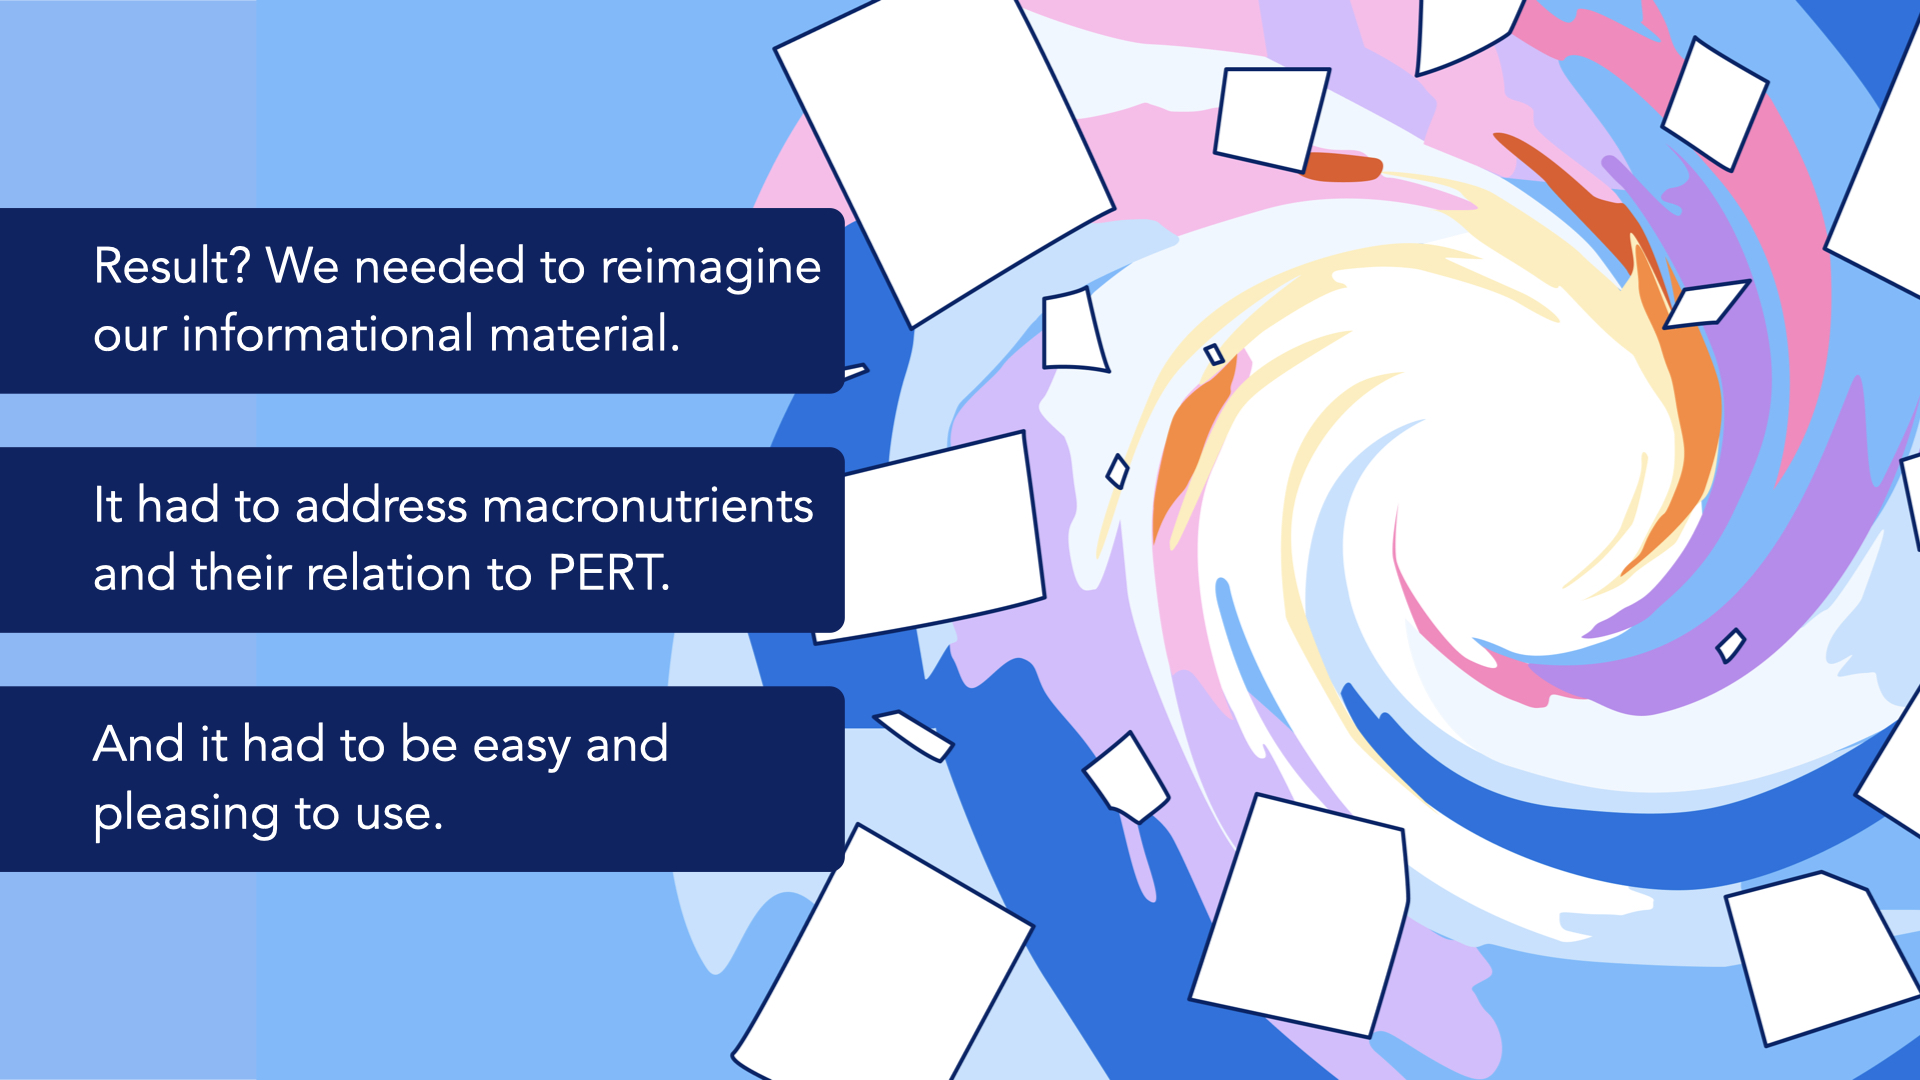 Result? We needed to reimagine
our informational material.
It had to address macronutrients
and their relation to PERT.
And it had to be easy and
pleasing to use.